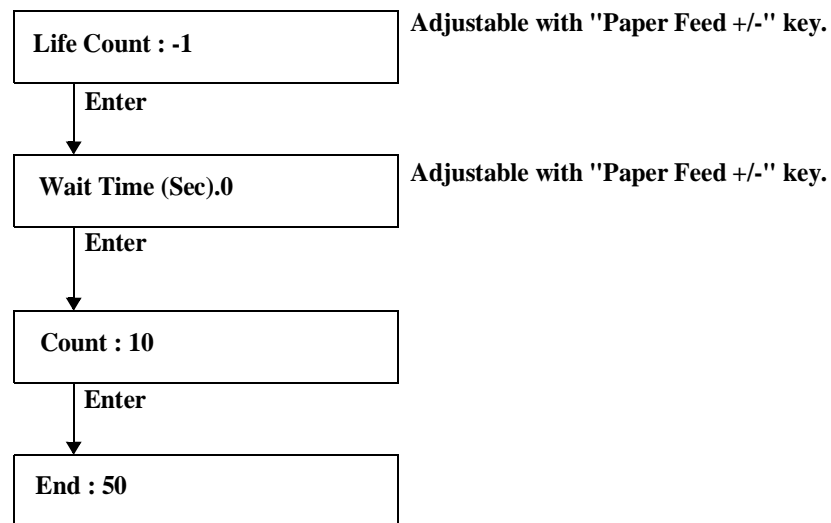 Life Count : -1
Adjustable with "Paper Feed +/-" key.
Enter
Wait Time (Sec).0
Adjustable with "Paper Feed +/-" key.
Enter
Count : 10
Enter
End : 50